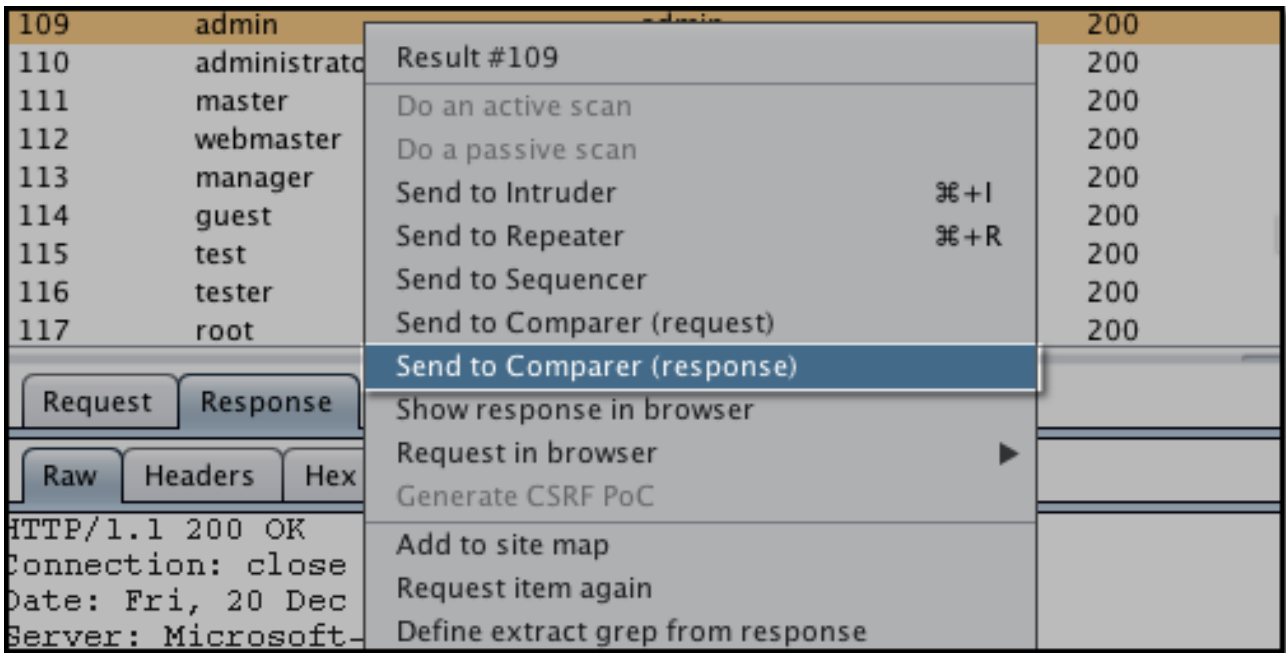 109 admin admin 200
110 administrato 200
111 master 200
112 webmaster 200
113 manager 200
114 guest 200
115 test 200
116 tester 200
117 root 200
Result #109
Do an active scan
Do a passive scan
Send to Intruder ⌘+I
Send to Repeater ⌘+R
Send to Sequencer
Send to Comparer (request)
Send to Comparer (response)
Show response in browser
Request in browser
Generate CSRF PoC
Add to site map
Request item again
Define extract grep from response
Request Response
Raw Headers Hex
HTTP/1.1 200 OK
Connection: close
Date: Fri, 20 Dec
Server: Microsoft-